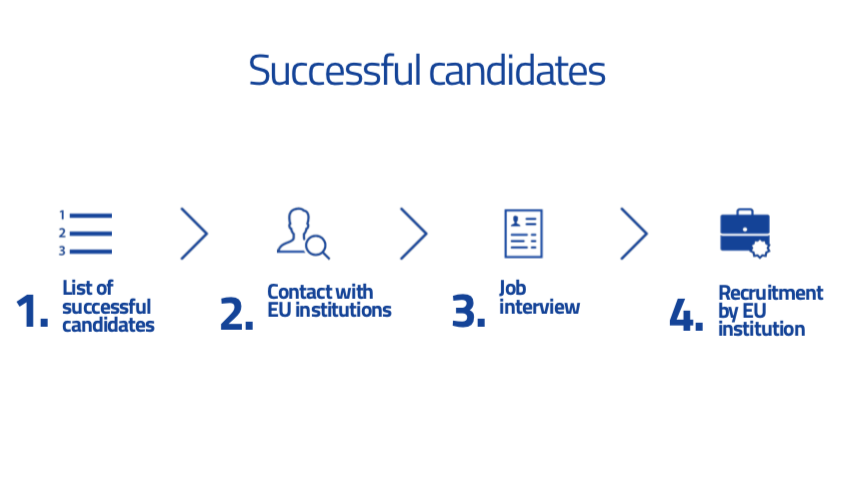 Successful candidates
1
2
3
1.
List of
successful
candidates
2.
Contact with
EU institutions
3.
Job
interview
4.
Recruitment
by EU
institution